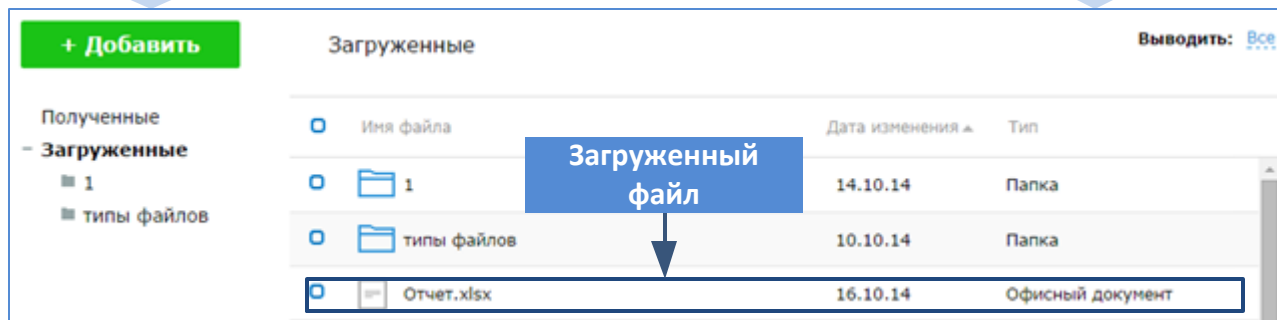 + Добавить
Загруженные
Выводить: Все
Полученные
– Загруженные
1
типы файлов
Имя файла
Дата изменения ▲
Тип
Загруженный
файл
1
14.10.14
Папка
типы файлов
10.10.14
Папка
Отчет.xlsx
16.10.14
Офисный документ